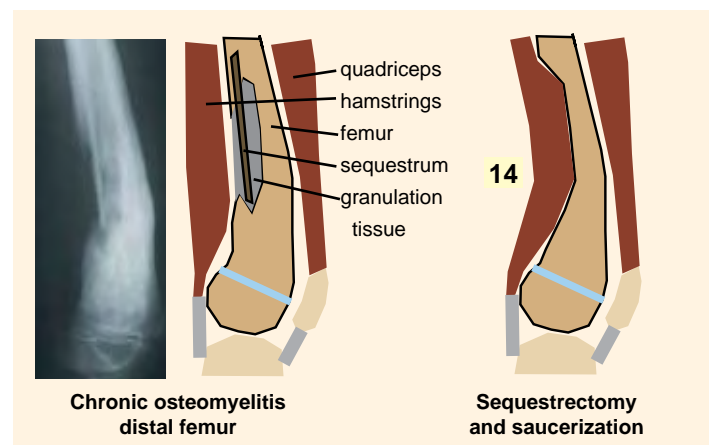 quadriceps
hamstrings
femur
sequestrum
granulation
tissue
14
Chronic osteomyelitis
distal femur
Sequestrectomy
and saucerization